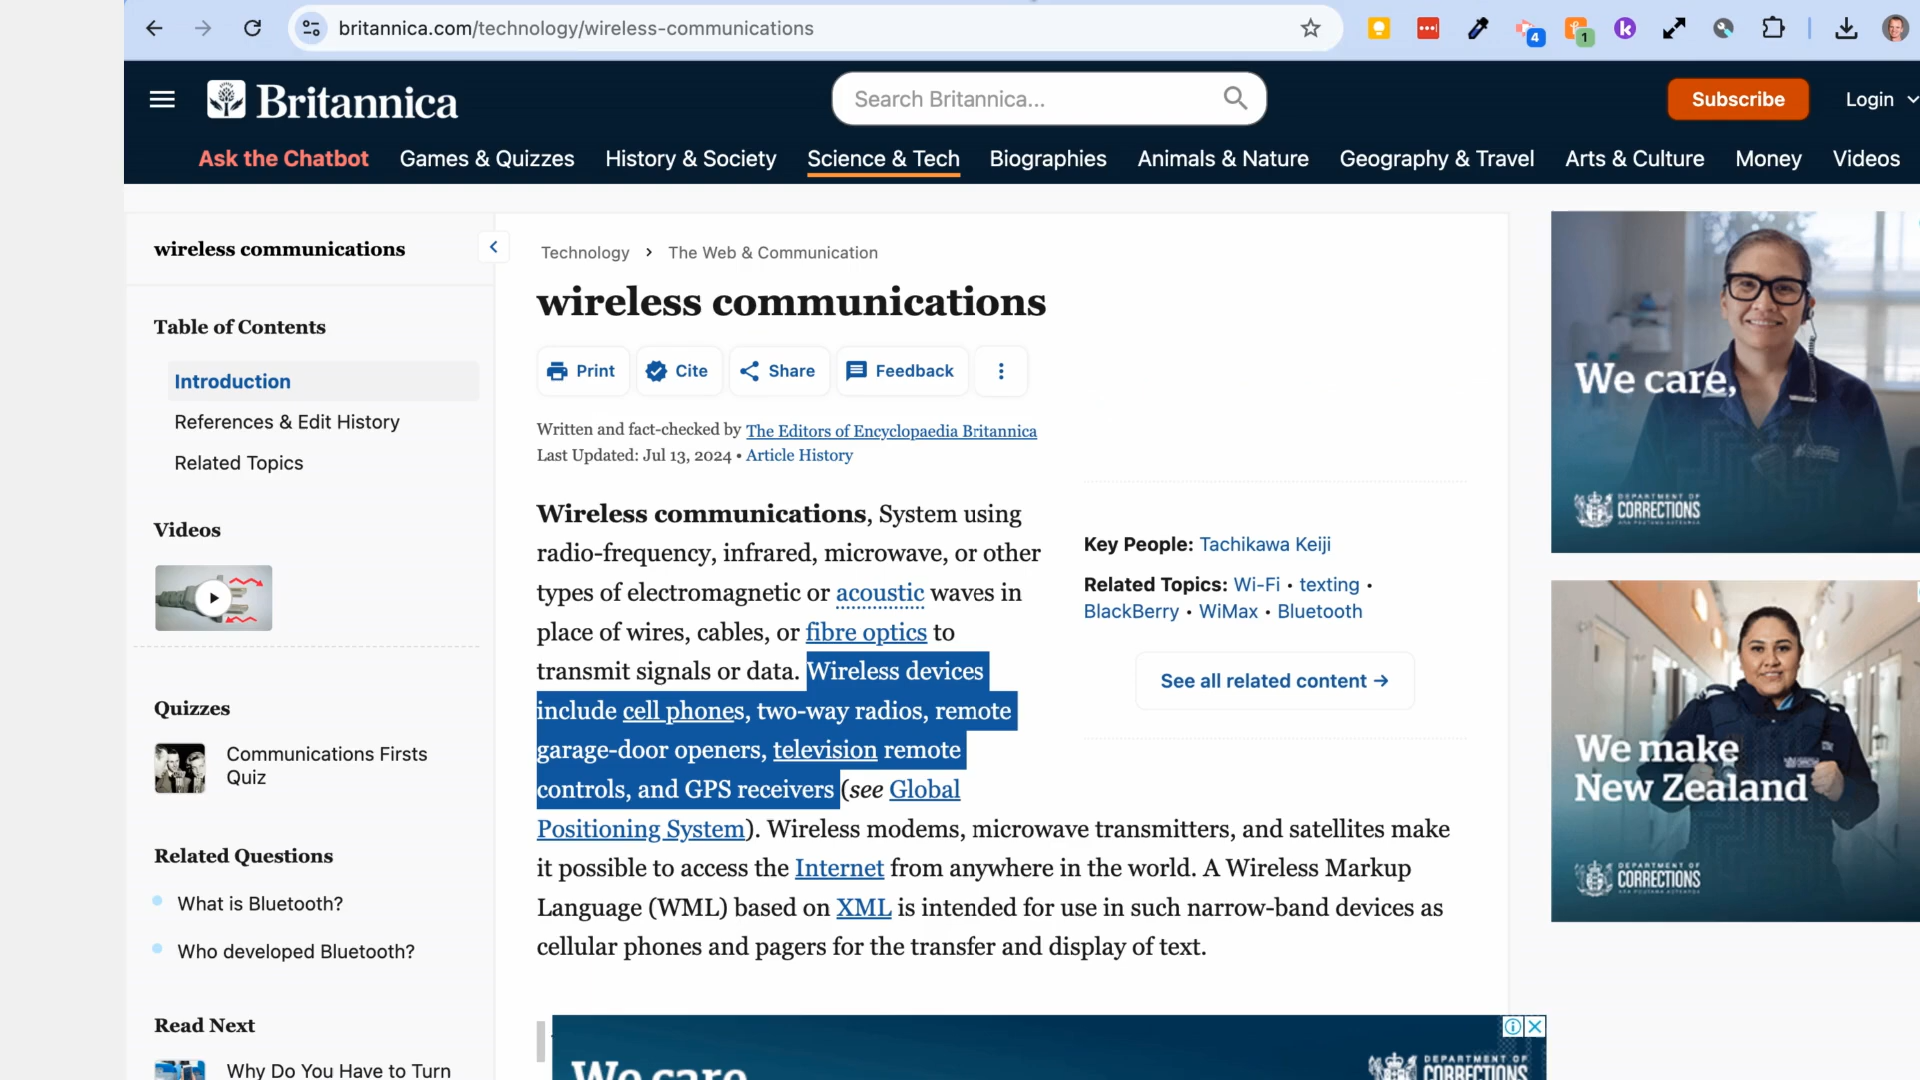 britannica.com/technology/wireless-communications
4
1
k
Britannica
Search Britannica...
Subscribe
Login
Ask the Chatbot
Games & Quizzes
History & Society
Science & Tech
Biographies
Animals & Nature
Geography & Travel
Arts & Culture
Money
Videos
wireless communications
Table of Contents
Introduction
References & Edit History
Related Topics
Videos
Quizzes
Communications Firsts
Quiz
Related Questions
What is Bluetooth?
Who developed Bluetooth?
Read Next
Why Do You Have to Turn
Technology > The Web & Communication
wireless communications
Print
Cite
Share
Feedback
Written and fact-checked by The Editors of Encyclopaedia Britannica
Last Updated: Jul 13, 2024 • Article History
Wireless communications, System using
radio-frequency, infrared, microwave, or other
types of electromagnetic or acoustic waves in
place of wires, cables, or fibre optics to
transmit signals or data. Wireless devices
include cell phones, two-way radios, remote
garage-door openers, television remote
controls, and GPS receivers (see Global
Positioning System). Wireless modems, microwave transmitters, and satellites make
it possible to access the Internet from anywhere in the world. A Wireless Markup
Language (WML) based on XML is intended for use in such narrow-band devices as
cellular phones and pagers for the transfer and display of text.
Key People: Tachikawa Keiji
Related Topics: Wi-Fi • texting •
BlackBerry • WiMax • Bluetooth
See all related content →
We care,
DEPARTMENT OF
CORRECTIONS
We make
New Zealand
DEPARTMENT OF
CORRECTIONS
We care
DEPARTMENT OF
CORRECTIONS